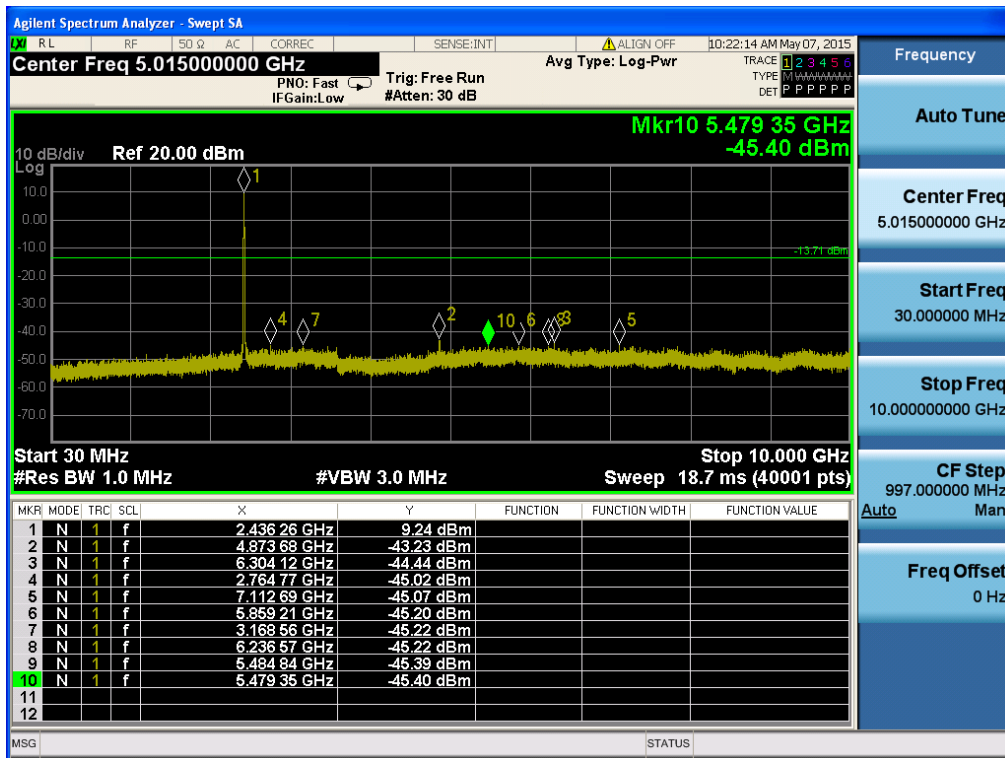 Agilent Spectrum Analyzer - Swept SA
LXI RL RF 50 Ω AC CORREC SENSE:INT ALIGN OFF 10:22:14 AM May 07, 2015
Center Freq 5.015000000 GHz
PNO: Fast
IFGain:Low
Trig: Free Run
#Atten: 30 dB
Avg Type: Log-Pwr
TRACE 1 2 3 4 5 6
TYPE M
DET P P P P P P
Mkr10 5.479 35 GHz
-45.40 dBm
10 dB/div Ref 20.00 dBm
Log
10.0
0.00
-10.0
-20.0
-30.0
-40.0
-50.0
-60.0
-70.0
-13.71 dBm
1
4 7 2 10 6 8 3 5
Start 30 MHz Stop 10.000 GHz
#Res BW 1.0 MHz #VBW 3.0 MHz Sweep 18.7 ms (40001 pts)
MKR MODE TRC SCL X Y FUNCTION FUNCTION WIDTH FUNCTION VALUE
1 N 1 f 2.436 26 GHz 9.24 dBm
2 N 1 f 4.873 68 GHz -43.23 dBm
3 N 1 f 6.304 12 GHz -44.44 dBm
4 N 1 f 2.764 77 GHz -45.02 dBm
5 N 1 f 7.112 69 GHz -45.07 dBm
6 N 1 f 5.859 21 GHz -45.20 dBm
7 N 1 f 3.168 56 GHz -45.22 dBm
8 N 1 f 6.236 57 GHz -45.22 dBm
9 N 1 f 5.484 84 GHz -45.39 dBm
10 N 1 f 5.479 35 GHz -45.40 dBm
11
12
MSG STATUS
Frequency
Auto Tune
Center Freq
5.015000000 GHz
Start Freq
30.000000 MHz
Stop Freq
10.000000000 GHz
CF Step
997.000000 MHz
Auto Man
Freq Offset
0 Hz